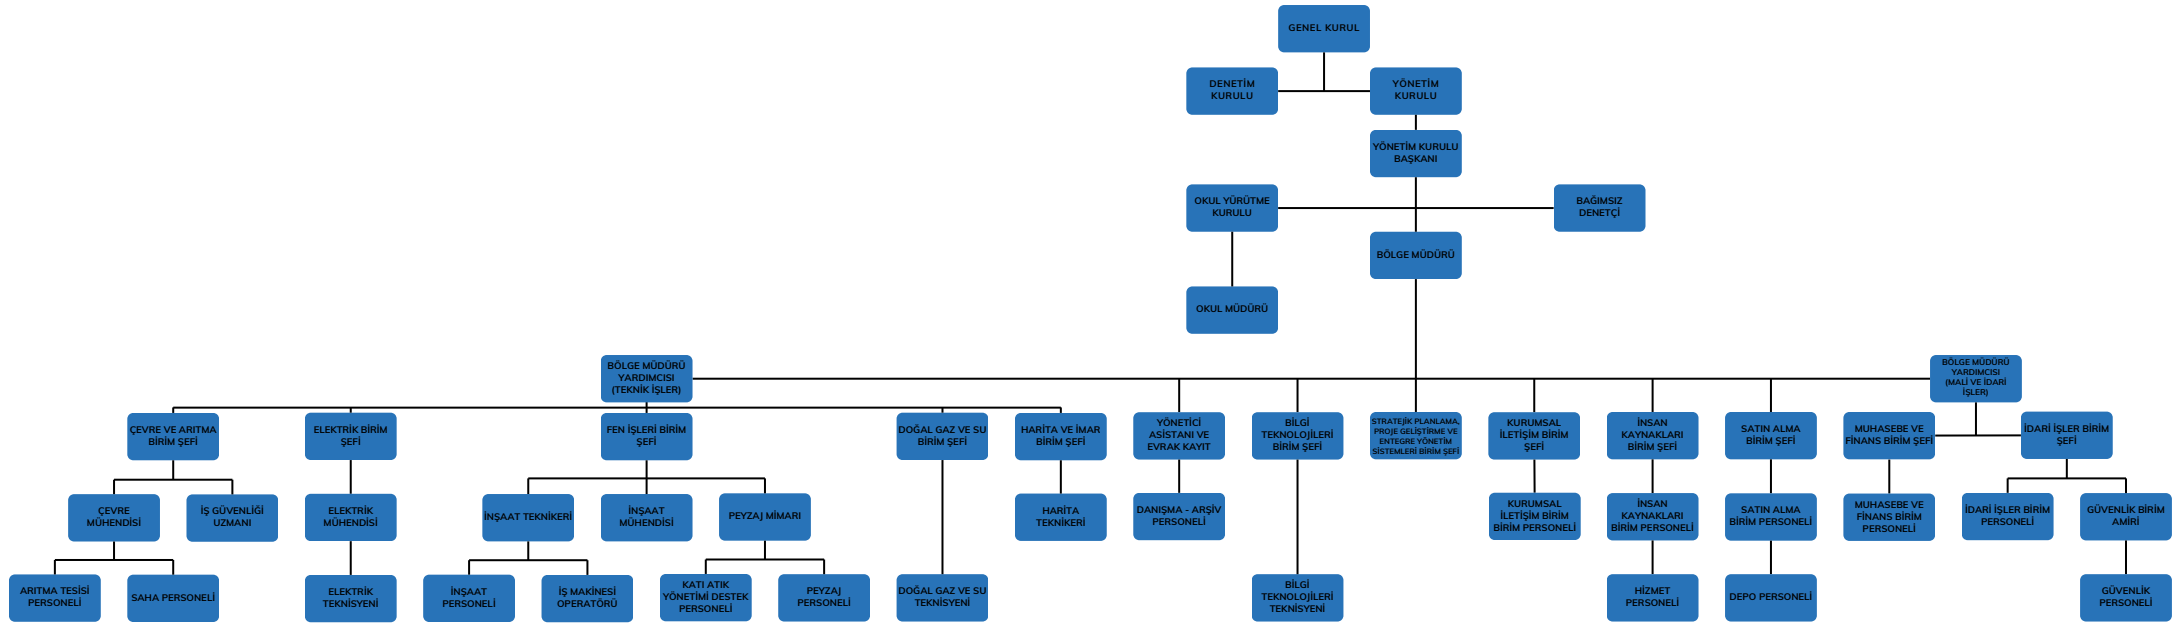 GENEL KURUL
DENETİM
KURULU
YÖNETİM
KURULU
YÖNETİM KURULU
BAŞKANI
OKUL YÜRÜTME
KURULU
BAĞIMSIZ
DENETÇİ
BÖLGE MÜDÜRÜ
OKUL MÜDÜRÜ
BÖLGE MÜDÜRÜ
YARDIMCISI
(TEKNİK İŞLER)
BÖLGE MÜDÜRÜ
YARDIMCISI
(MALİ VE İDARİ
İŞLER)
ÇEVRE VE ARITMA
BİRİM ŞEFİ
ELEKTRİK BİRİM
ŞEFİ
FEN İŞLERİ BİRİM
ŞEFİ
DOĞAL GAZ VE SU
BİRİM ŞEFİ
HARİTA VE İMAR
BİRİM ŞEFİ
YÖNETİCİ
ASİSTANI VE
EVRAK KAYIT
BİLGİ
TEKNOLOJİLERİ
BİRİM ŞEFİ
STRATEJİK PLANLAMA,
PROJE GELİŞTİRME VE
ENTEGRE YÖNETİM
SİSTEMLERİ BİRİM ŞEFİ
KURUMSAL
İLETİŞİM BİRİM
ŞEFİ
İNSAN
KAYNAKLARI
BİRİM ŞEFİ
SATIN ALMA
BİRİM ŞEFİ
MUHASEBE VE
FİNANS BİRİM ŞEFİ
İDARİ İŞLER BİRİM
ŞEFİ
ÇEVRE
MÜHENDİSİ
İŞ GÜVENLİĞİ
UZMANI
ELEKTRİK
MÜHENDİSİ
İNŞAAT TEKNİKERİ
İNŞAAT
MÜHENDİSİ
PEYZAJ MİMARI
HARİTA
TEKNİKERİ
DANIŞMA - ARŞİV
PERSONELİ
KURUMSAL
İLETİŞİM BİRİM
BİRİM PERSONELİ
İNSAN
KAYNAKLARI
BİRİM PERSONELİ
SATIN ALMA
BİRİM PERSONELİ
MUHASEBE VE
FİNANS BİRİM
PERSONELİ
İDARİ İŞLER BİRİM
PERSONELİ
GÜVENLİK BİRİM
AMİRİ
ARITMA TESİSİ
PERSONELİ
SAHA PERSONELİ
ELEKTRİK
TEKNİSYENİ
İNŞAAT
PERSONELİ
İŞ MAKİNESİ
OPERATÖRÜ
KATI ATIK
YÖNETİMİ DESTEK
PERSONELİ
PEYZAJ
PERSONELİ
DOĞAL GAZ VE SU
TEKNİSYENİ
BİLGİ
TEKNOLOJİLERİ
TEKNİSYENİ
HİZMET
PERSONELİ
DEPO PERSONELİ
GÜVENLİK
PERSONELİ